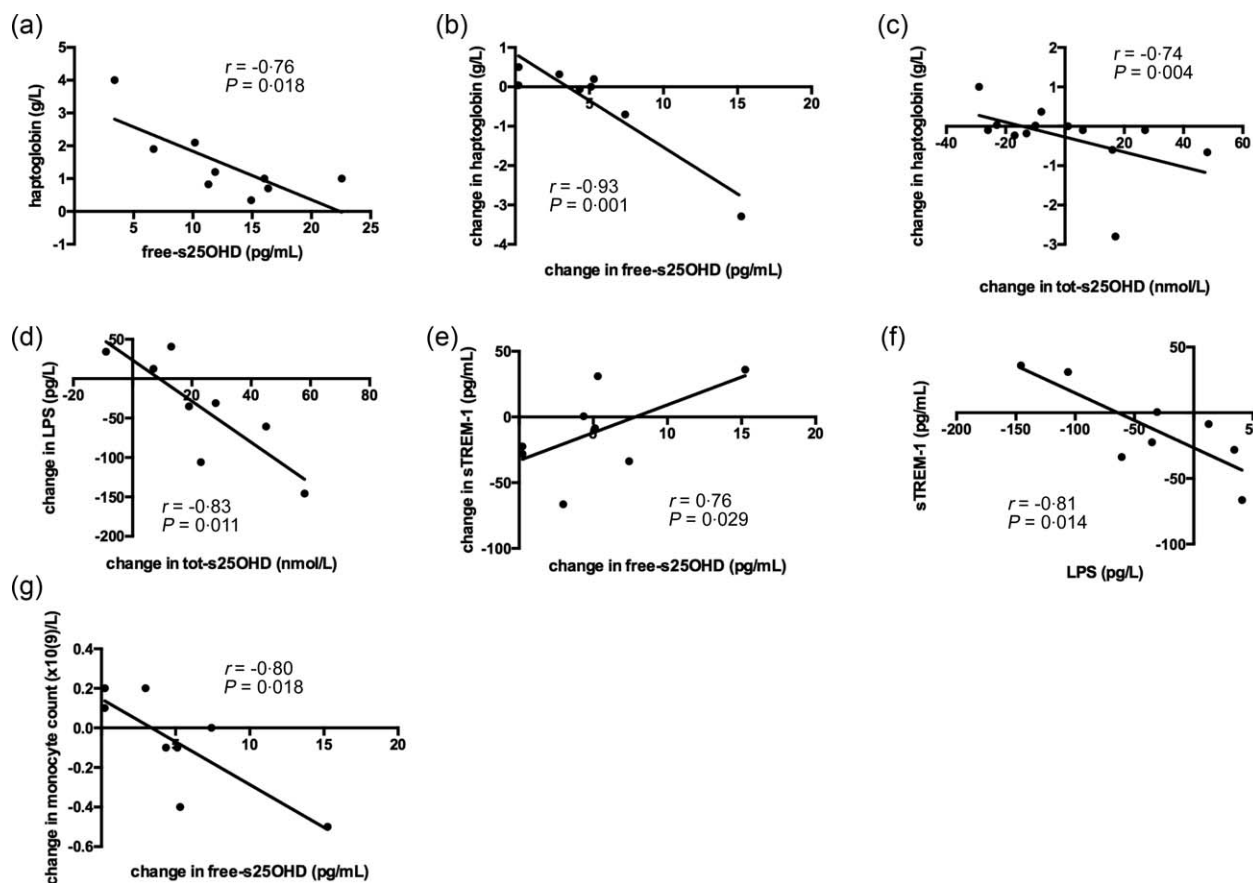 (a)
haptoglobin (g/L)
5
4
3
2
1
0
-1
5
10
15
20
25
r = -0·76
P = 0·018
free-s25OHD (pg/mL)
(b)
change in haptoglobin (g/L)
1
0
-1
-2
-3
-4
5
10
15
20
r = -0·93
P = 0·001
change in free-s25OHD (pg/mL)
(c)
change in haptoglobin (g/L)
2
1
0
-1
-2
-3
-40
-20
20
40
60
r = -0·74
P = 0·004
change in tot-s25OHD (nmol/L)
(d)
change in LPS (pg/L)
50
-50
-100
-150
-200
-20
20
40
60
80
r = -0·83
P = 0·011
change in tot-s25OHD (nmol/L)
(e)
change in sTREM-1 (pg/mL)
50
0
-50
-100
5
10
15
20
r = 0·76
P = 0·029
change in free-s25OHD (pg/mL)
(f)
sTREM-1 (pg/mL)
50
-50
-100
-200
-150
-100
-50
50
r = -0·81
P = 0·014
LPS (pg/L)
(g)
change in monocyte count (x10(9)/L)
0.4
0.2
0.0
-0.2
-0.4
-0.6
5
10
15
20
r = -0·80
P = 0·018
change in free-s25OHD (pg/mL)